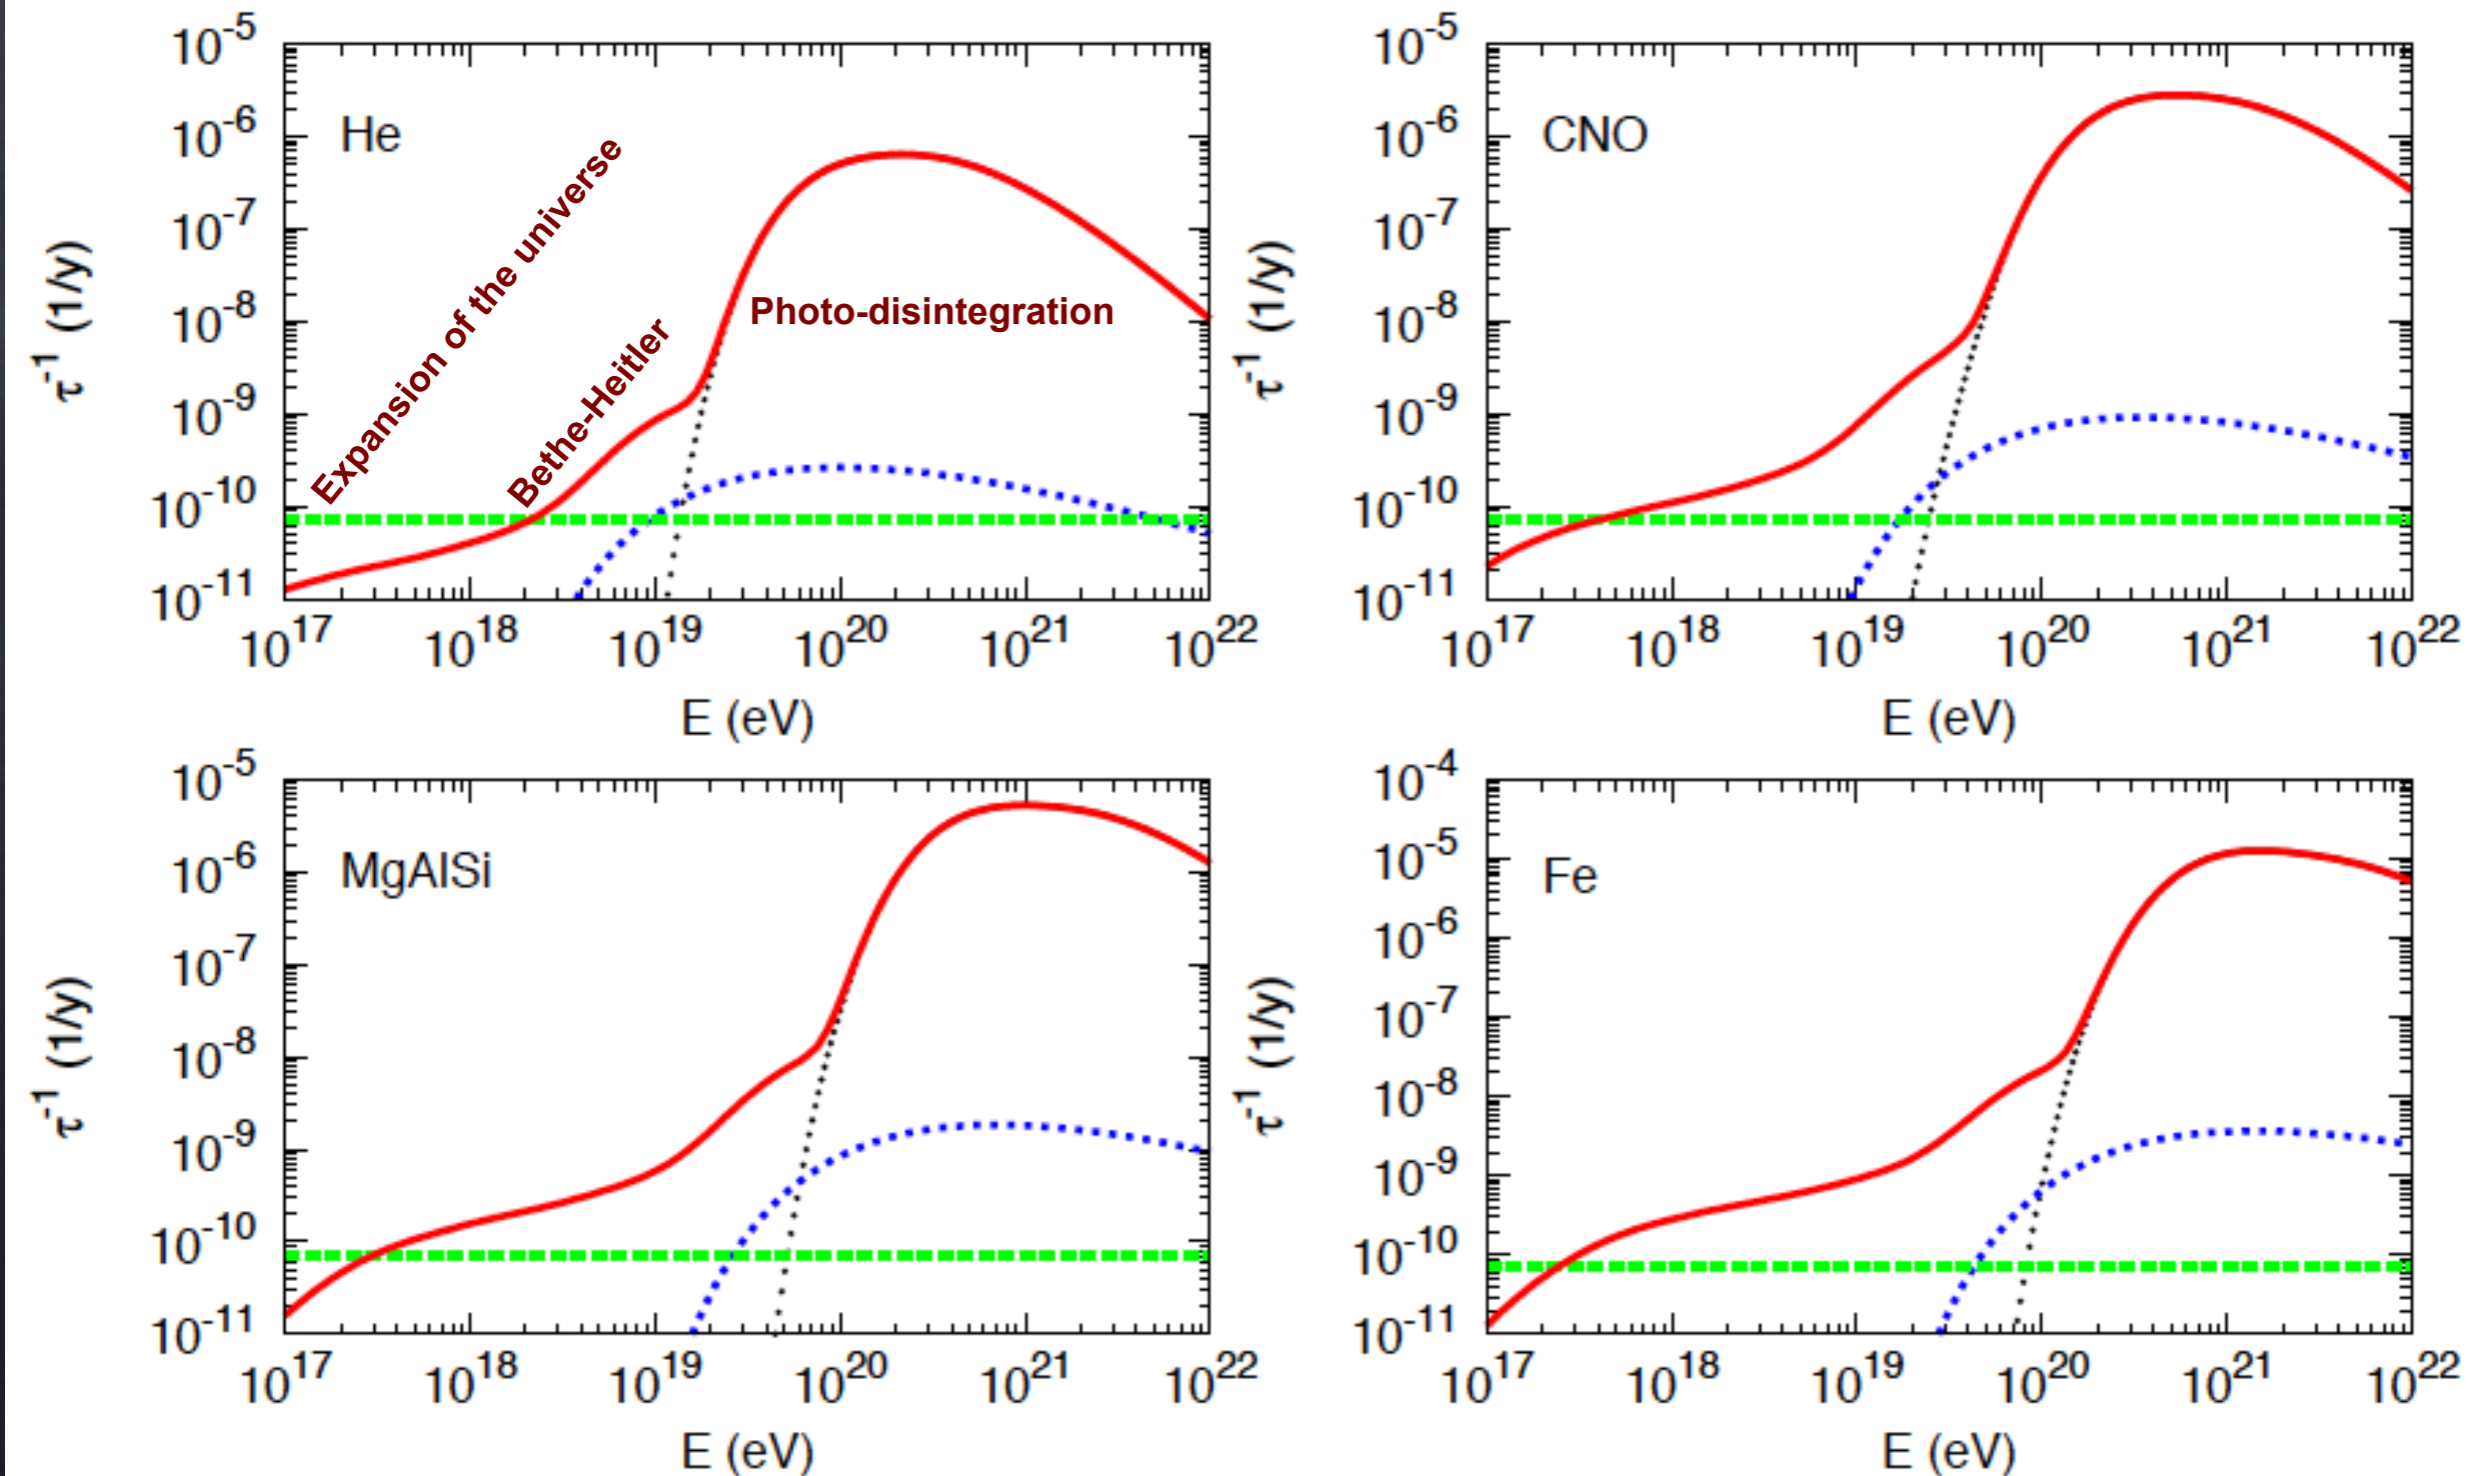 10⁻⁵
10⁻⁶
10⁻⁷
10⁻⁸
10⁻⁹
10⁻¹⁰
10⁻¹¹
τ⁻¹ (1/y)
He
Expansion of the universe
Bethe-Heitler
Photo-disintegration
10¹⁷ 10¹⁸ 10¹⁹ 10²⁰ 10²¹ 10²²
E (eV)
10⁻⁵
10⁻⁶
10⁻⁷
10⁻⁸
10⁻⁹
10⁻¹⁰
10⁻¹¹
τ⁻¹ (1/y)
CNO
10¹⁷ 10¹⁸ 10¹⁹ 10²⁰ 10²¹ 10²²
E (eV)
10⁻⁵
10⁻⁶
10⁻⁷
10⁻⁸
10⁻⁹
10⁻¹⁰
10⁻¹¹
τ⁻¹ (1/y)
MgAlSi
10¹⁷ 10¹⁸ 10¹⁹ 10²⁰ 10²¹ 10²²
E (eV)
10⁻⁴
10⁻⁵
10⁻⁶
10⁻⁷
10⁻⁸
10⁻⁹
10⁻¹⁰
10⁻¹¹
τ⁻¹ (1/y)
Fe
10¹⁷ 10¹⁸ 10¹⁹ 10²⁰ 10²¹ 10²²
E (eV)